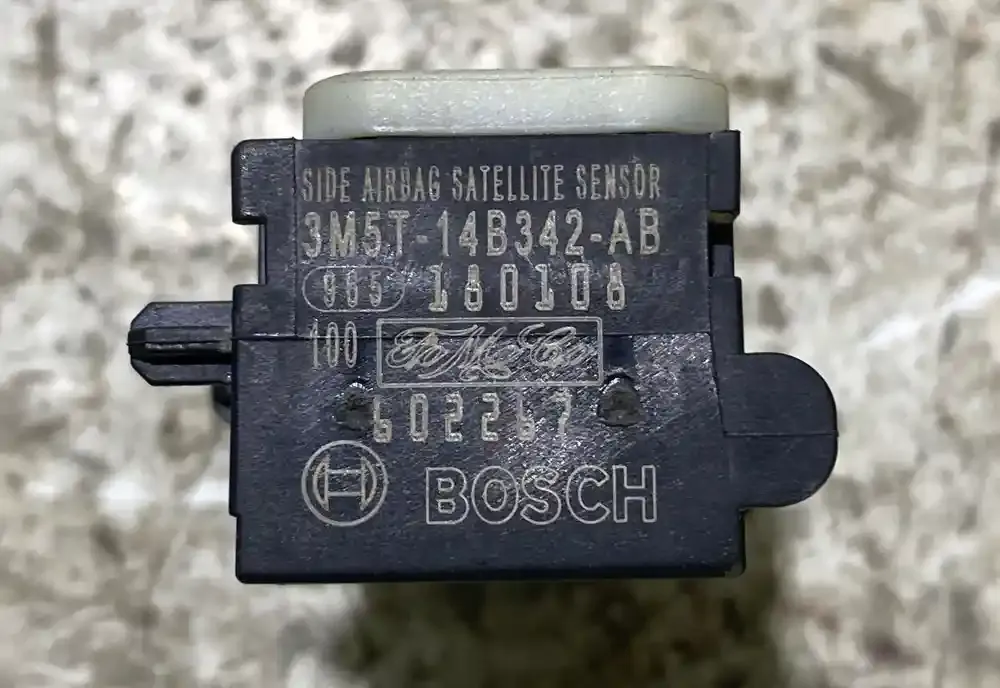 SIDE AIRBAG SATELLITE SENSOR
3M5T-14B342-AB
965 180108
100 FoMoCo
602267
BOSCH